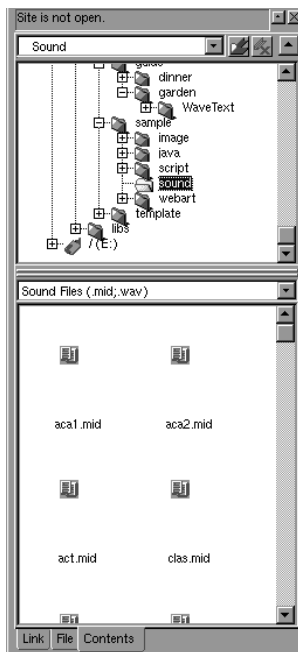 Site is not open.
Sound
guide
dinner
garden
WaveText
sample
image
java
script
sound
webart
template
libs
/ (E:)
Sound Files (.mid;.wav)
aca1.mid aca2.mid
act.mid clas.mid
Link File Contents